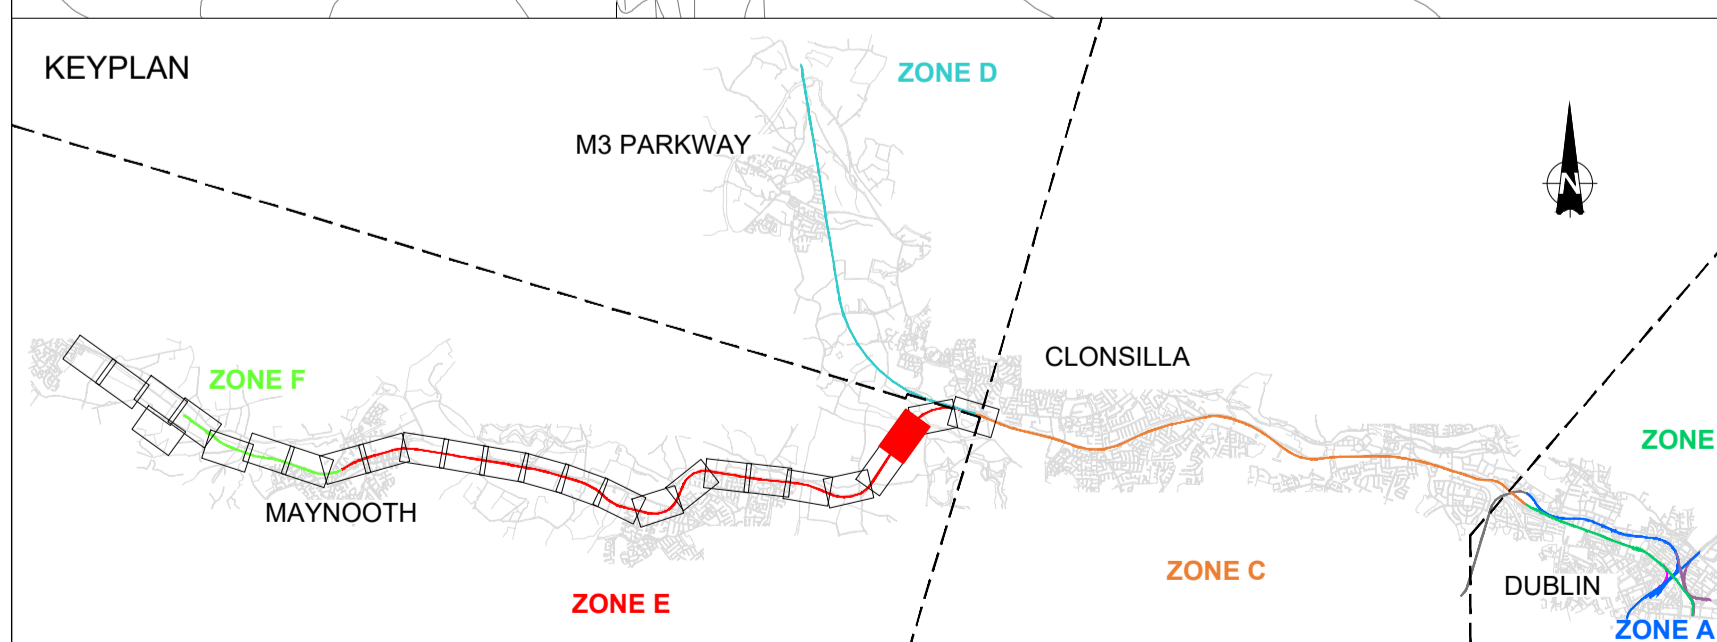 KEYPLAN
ZONE D
M3 PARKWAY
N
CLONSILLA
ZONE F
ZONE
MAYNOOTH
ZONE C
DUBLIN
ZONE E
ZONE A